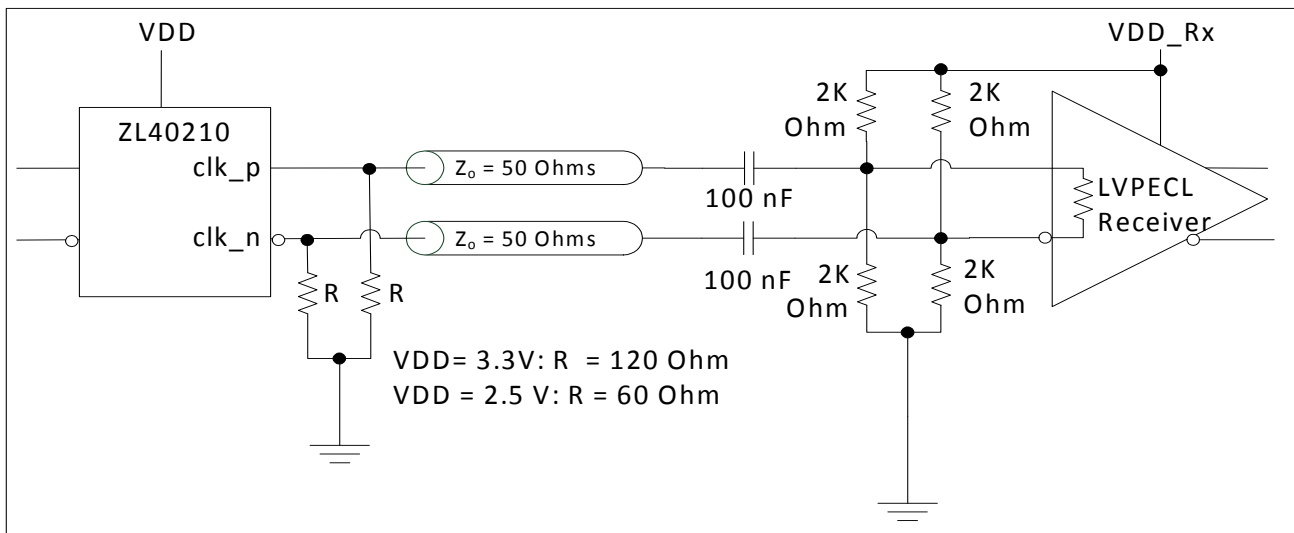 VDD
VDD_Rx
2K
Ohm
2K
Ohm
ZL40210
clk_p
Zₒ = 50 Ohms
100 nF
LVPECL
Receiver
clk_n
Zₒ = 50 Ohms
100 nF
R
R
2K
Ohm
2K
Ohm
VDD= 3.3V: R = 120 Ohm
VDD = 2.5 V: R = 60 Ohm